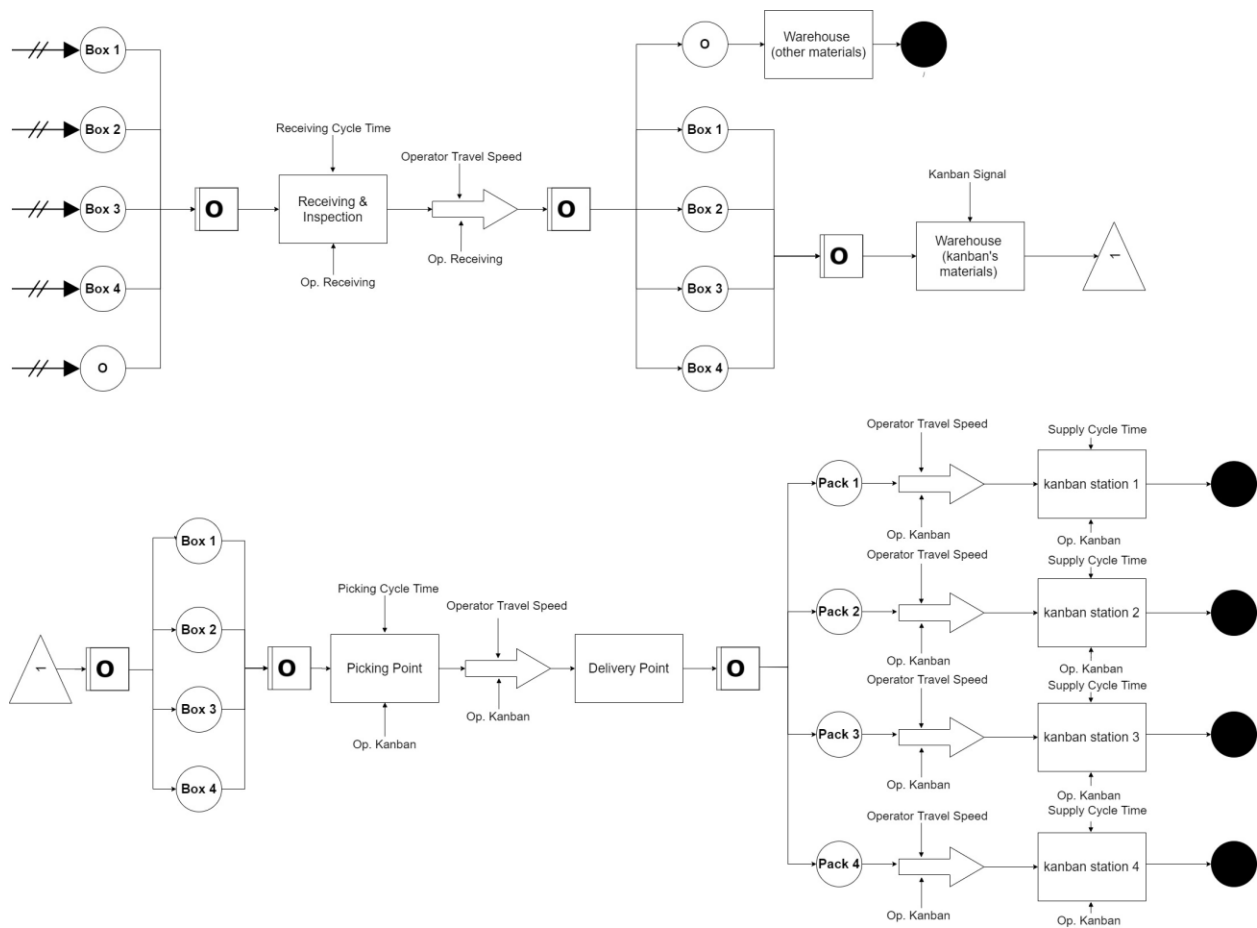 Box 1
Box 2
Box 3
Box 4
O
O
Receiving Cycle Time
Receiving &
Inspection
Op. Receiving
Operator Travel Speed
Op. Receiving
O
O
Warehouse
(other materials)
Box 1
Box 2
Box 3
Box 4
O
Kanban Signal
Warehouse
(kanban's
materials)
1
1
O
Box 1
Box 2
Box 3
Box 4
O
Picking Cycle Time
Picking Point
Op. Kanban
Operator Travel Speed
Op. Kanban
Delivery Point
O
Pack 1
Operator Travel Speed
Op. Kanban
Supply Cycle Time
kanban station 1
Op. Kanban
Pack 2
Operator Travel Speed
Op. Kanban
Supply Cycle Time
kanban station 2
Op. Kanban
Pack 3
Operator Travel Speed
Op. Kanban
Supply Cycle Time
kanban station 3
Op. Kanban
Pack 4
Operator Travel Speed
Op. Kanban
Supply Cycle Time
kanban station 4
Op. Kanban